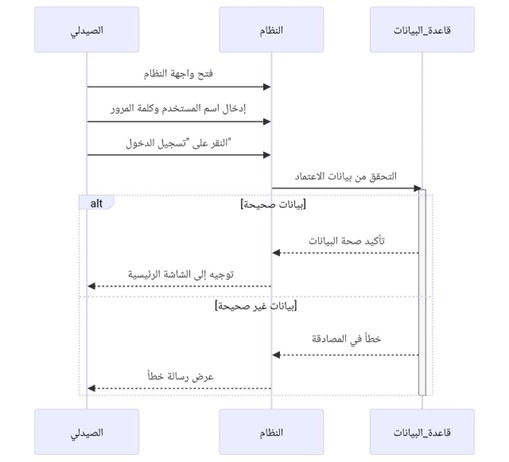 الصيدلي
النظام
قاعدة_البيانات
فتح واجهة النظام
إدخال اسم المستخدم وكلمة المرور
النقر على "تسجيل الدخول"
التحقق من بيانات الاعتماد
alt
[بيانات صحيحة]
تأكيد صحة البيانات
توجيه إلى الشاشة الرئيسية
[بيانات غير صحيحة]
خطأ في المصادقة
عرض رسالة خطأ
الصيدلي
النظام
قاعدة_البيانات